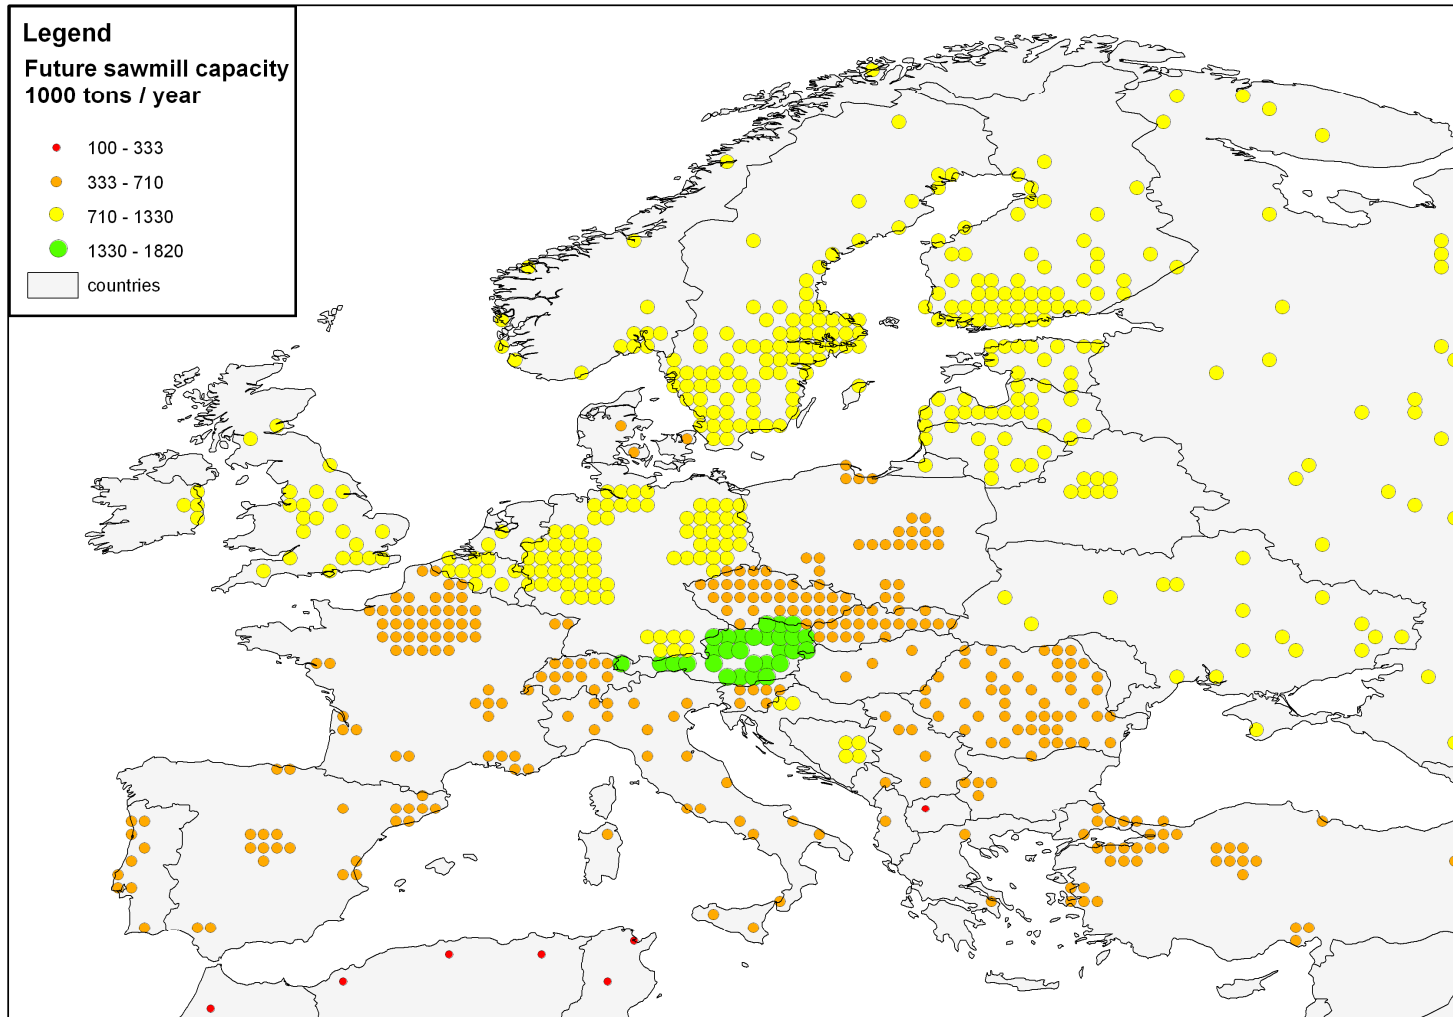 Legend
Future sawmill capacity
1000 tons / year
100 - 333
333 - 710
710 - 1330
1330 - 1820
countries